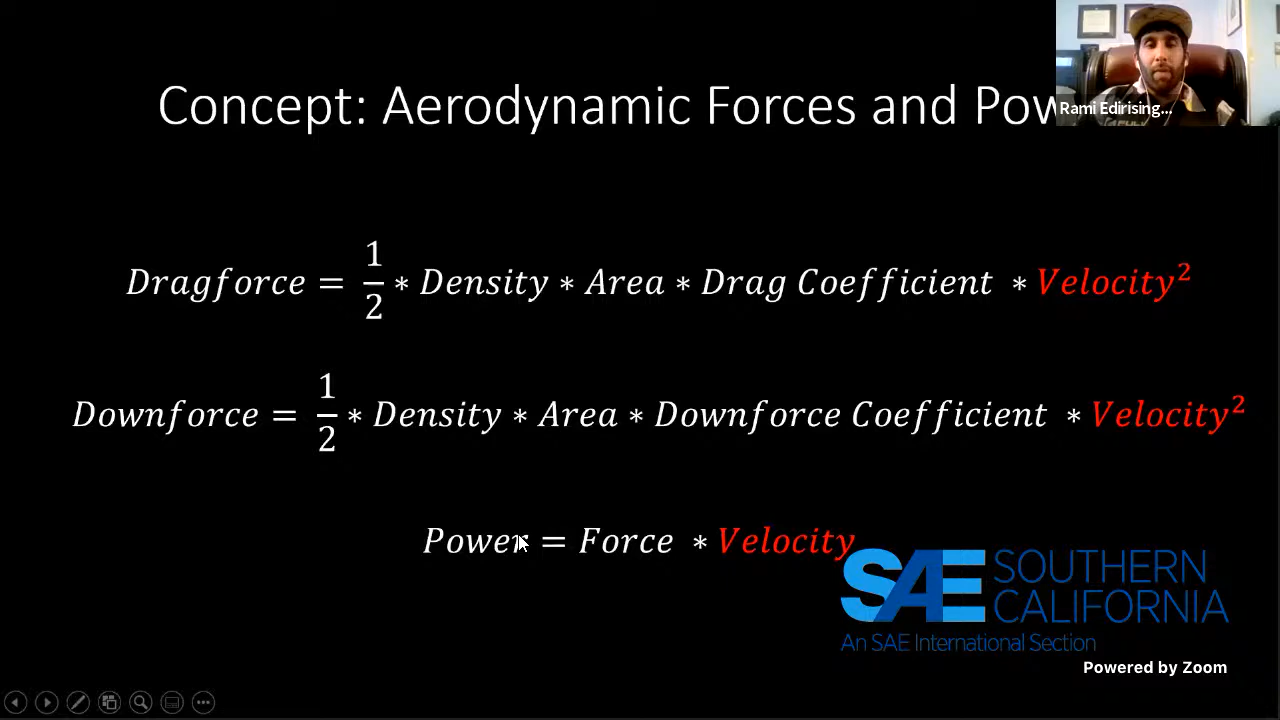 Concept: Aerodynamic Forces and Pow
Rami Edirising...
Dragforce = 1/2 * Density * Area * Drag Coefficient * Velocity²
Downforce = 1/2 * Density * Area * Downforce Coefficient * Velocity²
Power = Force * Velocity
SAE SOUTHERN
CALIFORNIA
An SAE International Section
Powered by Zoom